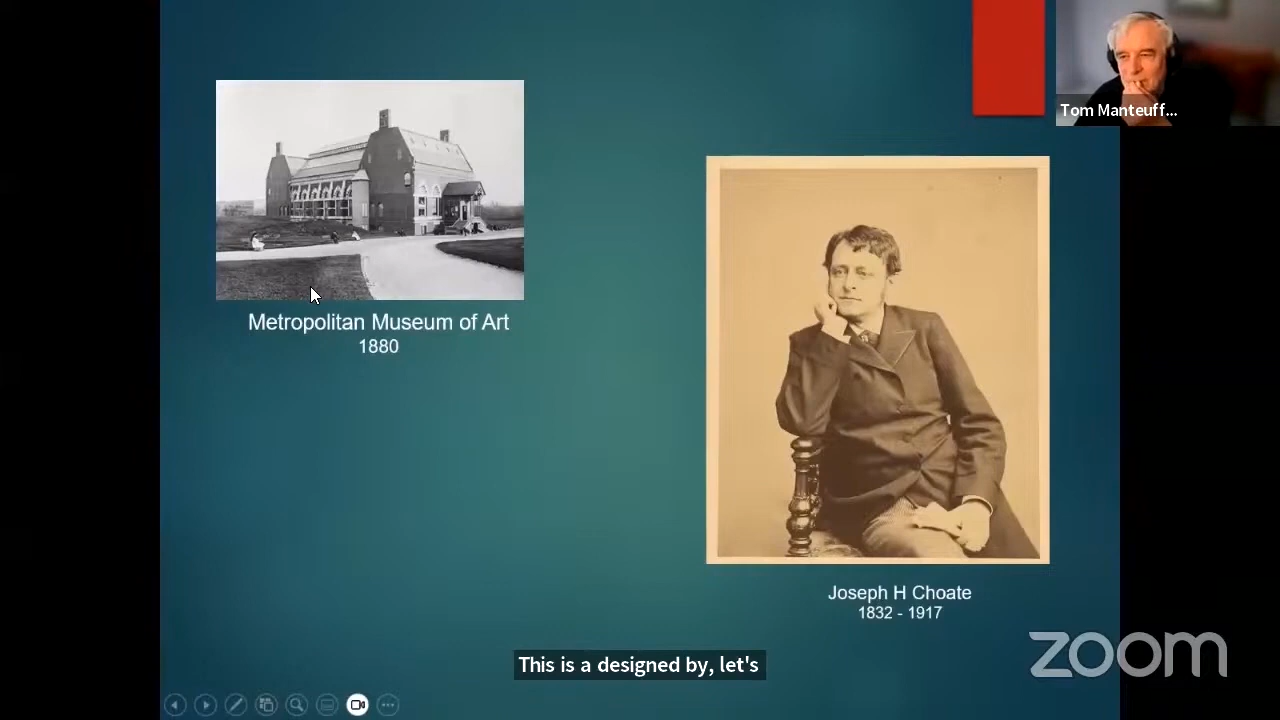 Tom Manteuff...
Metropolitan Museum of Art
1880
Joseph H Choate
1832 - 1917
This is a designed by, let's
zoom